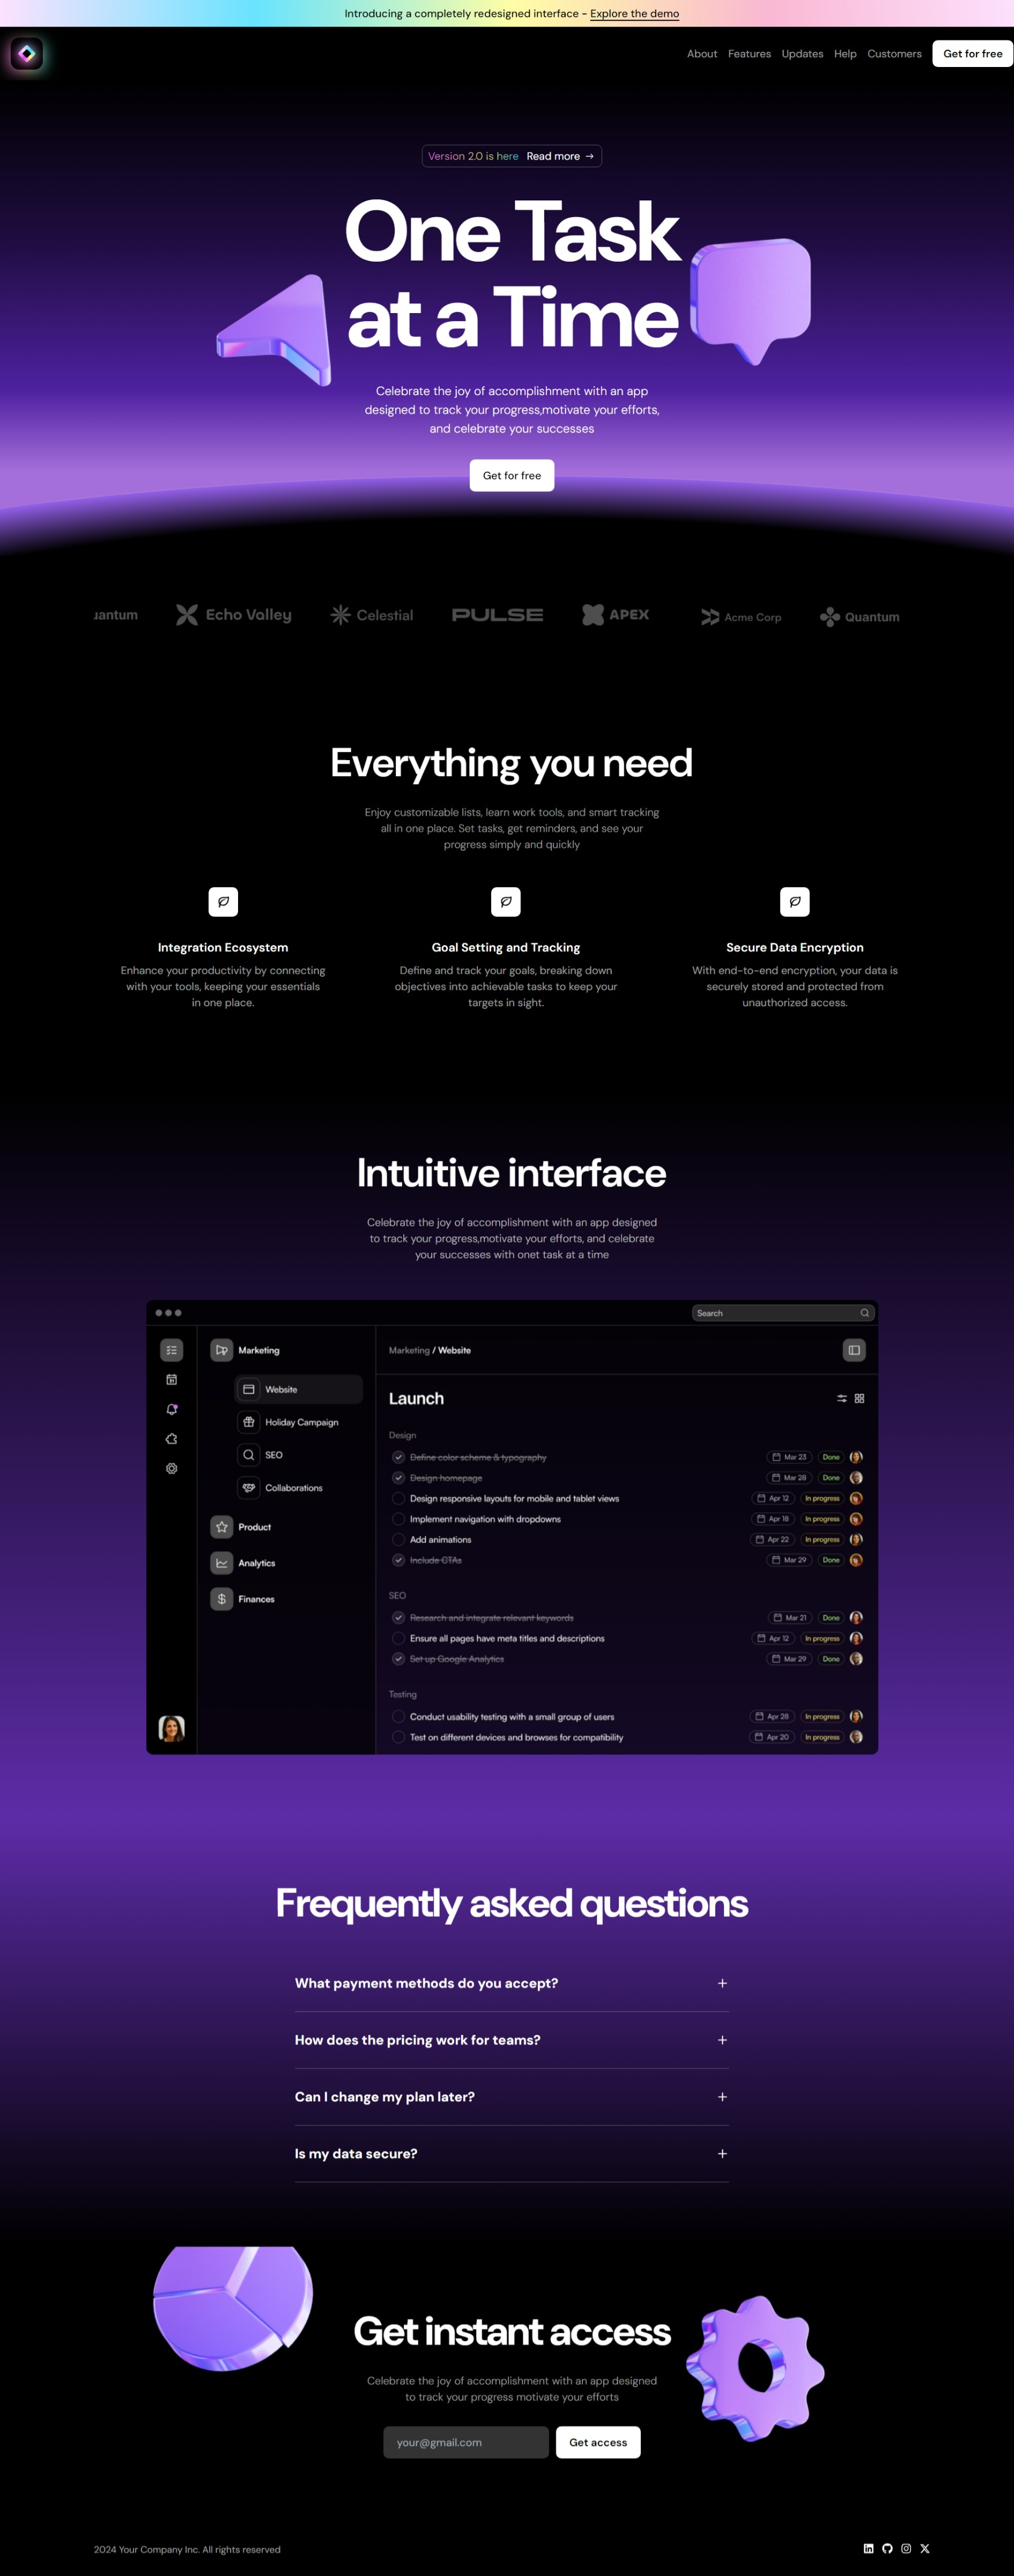 Introducing a completely redesigned interface - Explore the demo
About Features Updates Help Customers Get for free
Version 2.0 is here Read more →
One Task
at a Time
Celebrate the joy of accomplishment with an app
designed to track your progress,motivate your efforts,
and celebrate your successes
Get for free
uantum Echo Valley Celestial PULSE APEX Acme Corp Quantum
Everything you need
Enjoy customizable lists, learn work tools, and smart tracking
all in one place. Set tasks, get reminders, and see your
progress simply and quickly
Integration Ecosystem
Enhance your productivity by connecting
with your tools, keeping your essentials
in one place.
Goal Setting and Tracking
Define and track your goals, breaking down
objectives into achievable tasks to keep your
targets in sight.
Secure Data Encryption
With end-to-end encryption, your data is
securely stored and protected from
unauthorized access.
Intuitive interface
Celebrate the joy of accomplishment with an app designed
to track your progress,motivate your efforts, and celebrate
your successes with onet task at a time
Search
Marketing
Website
Holiday Campaign
SEO
Collaborations
Product
Analytics
Finances
Marketing / Website
Launch
Design
Define color scheme & typography Mar 23 Done
Design homepage Mar 28 Done
Design responsive layouts for mobile and tablet views Apr 12 In progress
Implement navigation with dropdowns Apr 18 In progress
Add animations Apr 22 In progress
Include CTAs Mar 29 Done
SEO
Research and integrate relevant keywords Mar 21 Done
Ensure all pages have meta titles and descriptions Apr 12 In progress
Set up Google Analytics Mar 29 Done
Testing
Conduct usability testing with a small group of users Apr 28 In progress
Test on different devices and browses for compatibility Apr 20 In progress
Frequently asked questions
What payment methods do you accept? +
How does the pricing work for teams? +
Can I change my plan later? +
Is my data secure? +
Get instant access
Celebrate the joy of accomplishment with an app designed
to track your progress motivate your efforts
your@gmail.com Get access
2024 Your Company Inc. All rights reserved